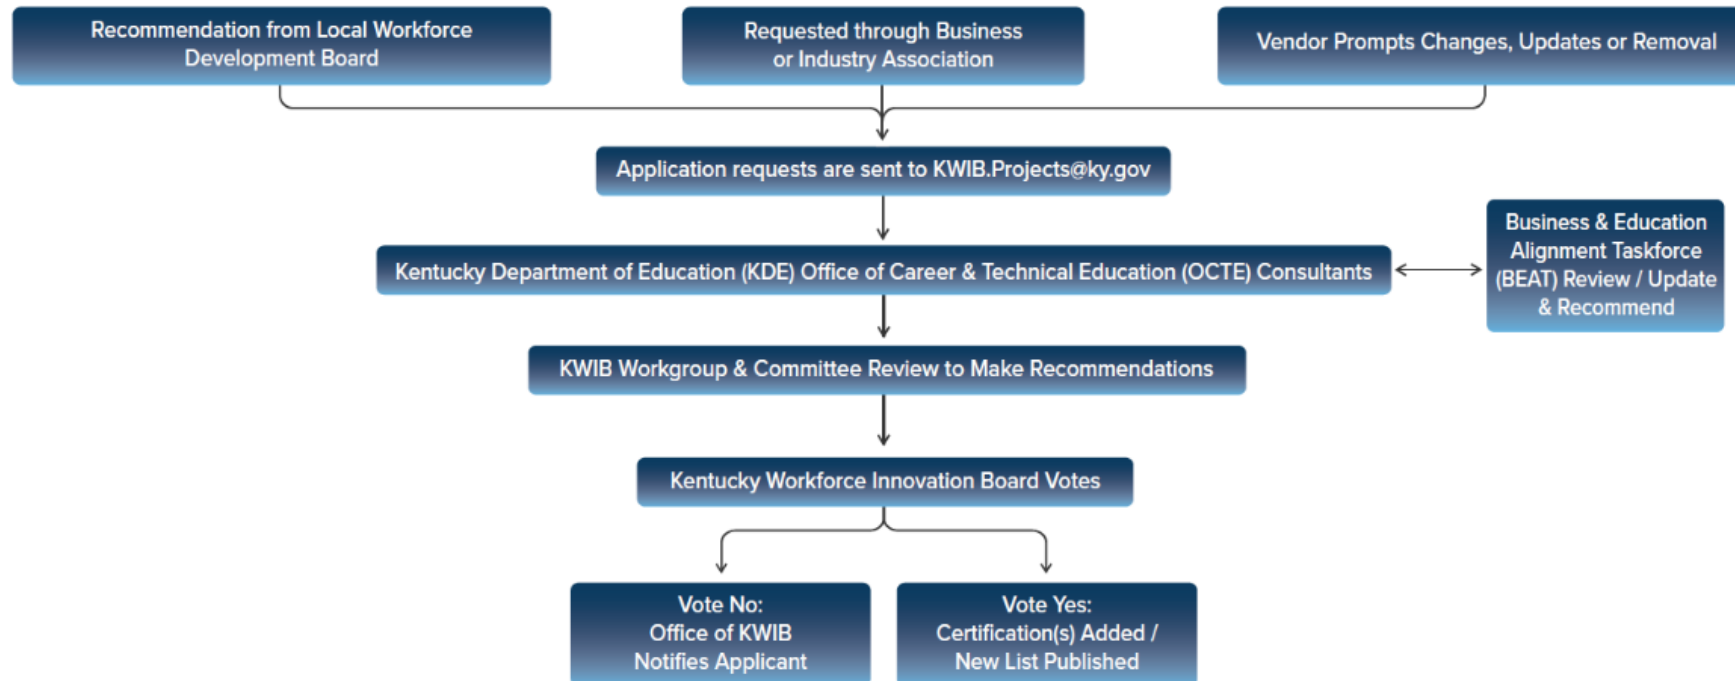 Recommendation from Local Workforce
Development Board
Requested through Business
or Industry Association
Vendor Prompts Changes, Updates or Removal
Application requests are sent to KWIB.Projects@ky.gov
Kentucky Department of Education (KDE) Office of Career & Technical Education (OCTE) Consultants
Business & Education
Alignment Taskforce
(BEAT) Review / Update
& Recommend
KWIB Workgroup & Committee Review to Make Recommendations
Kentucky Workforce Innovation Board Votes
Vote No:
Office of KWIB
Notifies Applicant
Vote Yes:
Certification(s) Added /
New List Published